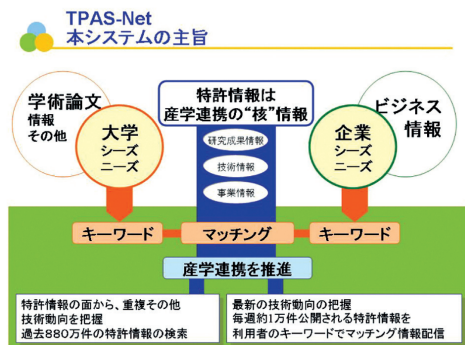 TPAS-Net
本システムの主旨
学術論文
情報
その他
大学
シーズ
ニーズ
特許情報は
産学連携の“核”情報
研究成果情報
技術情報
事業情報
企業
シーズ
ニーズ
ビジネス
情報
キーワード
マッチング
キーワード
産学連携を推進
特許情報の面から、重複その他
技術動向を把握
過去880万件の特許情報の検索
最新の技術動向の把握
毎週約1万件公開される特許情報を
利用者のキーワードでマッチング情報配信